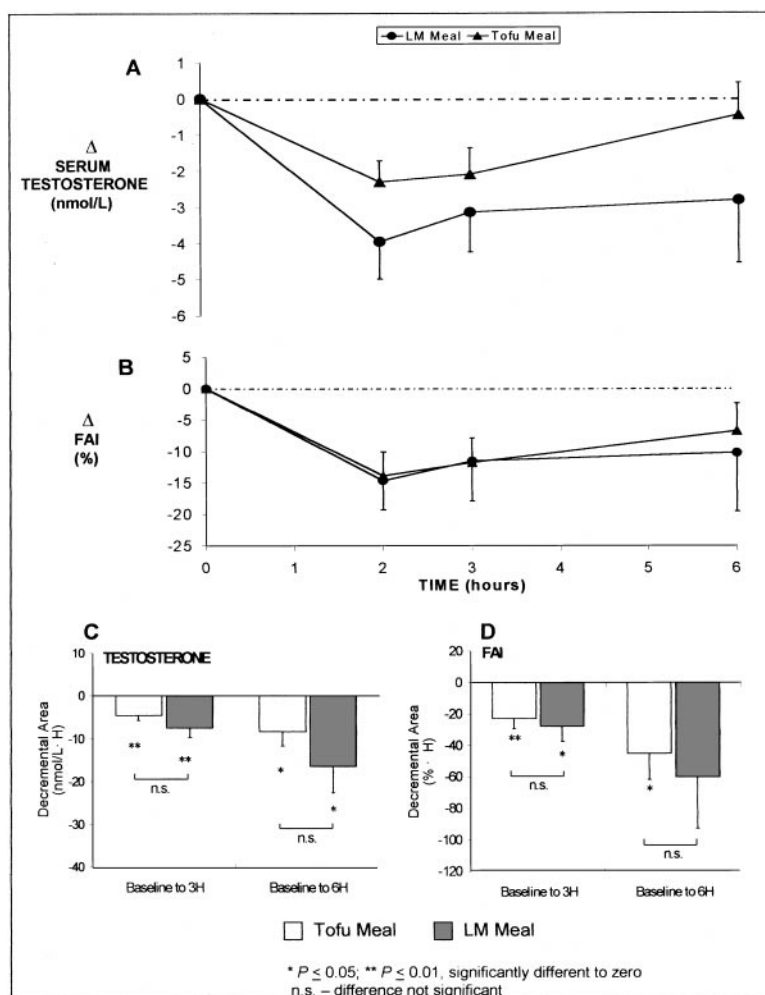 LM Meal Tofu Meal
A
Δ
SERUM
TESTOSTERONE
(nmol/L)
1
0
-1
-2
-3
-4
-5
-6
B
Δ
FAI
(%)
5
0
-5
-10
-15
-20
-25
0 1 2 3 4 5 6
TIME (hours)
C
TESTOSTERONE
Decremental Area
(nmol/L· H)
10
0
-10
-20
-30
-40
**
**
n.s.
*
*
n.s.
Baseline to 3H Baseline to 6H
D
FAI
Decremental Area
(% · H)
20
0
-20
-40
-60
-80
-100
-120
**
*
n.s.
*
n.s.
Baseline to 3H Baseline to 6H
Tofu Meal LM Meal
* P ≤ 0.05; ** P ≤ 0.01, significantly different to zero
n.s. – difference not significant